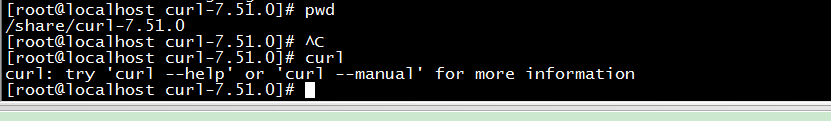 [root@localhost curl-7.51.0]# pwd
/share/curl-7.51.0
[root@localhost curl-7.51.0]# ^C
[root@localhost curl-7.51.0]# curl
curl: try 'curl --help' or 'curl --manual' for more information
[root@localhost curl-7.51.0]#